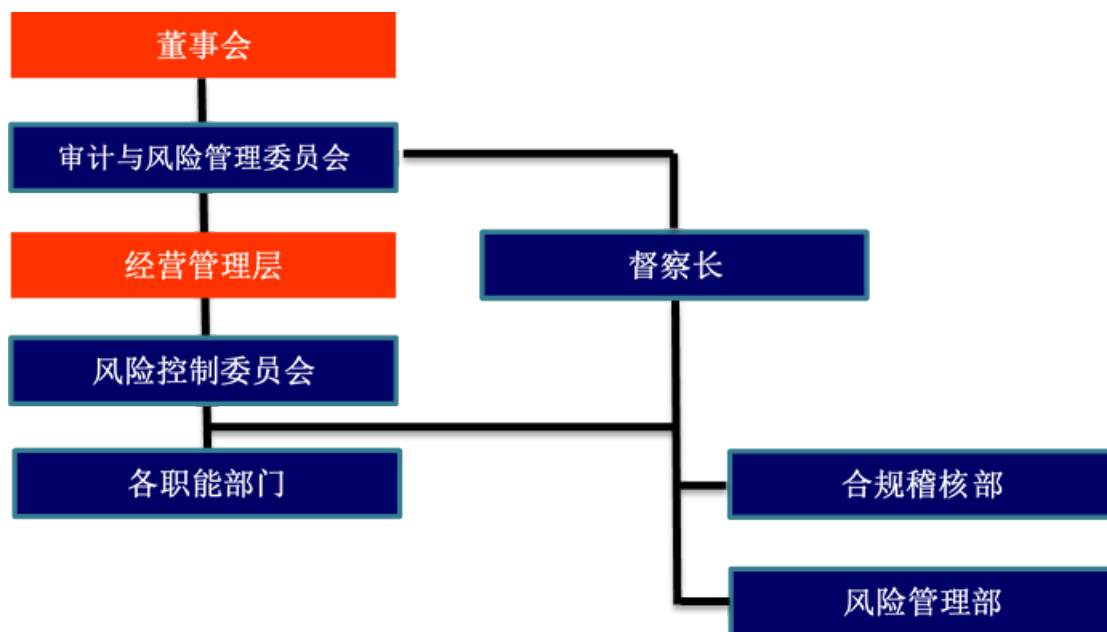 董事会
审计与风险管理委员会
经营管理层
督察长
风险控制委员会
各职能部门
合规稽核部
风险管理部